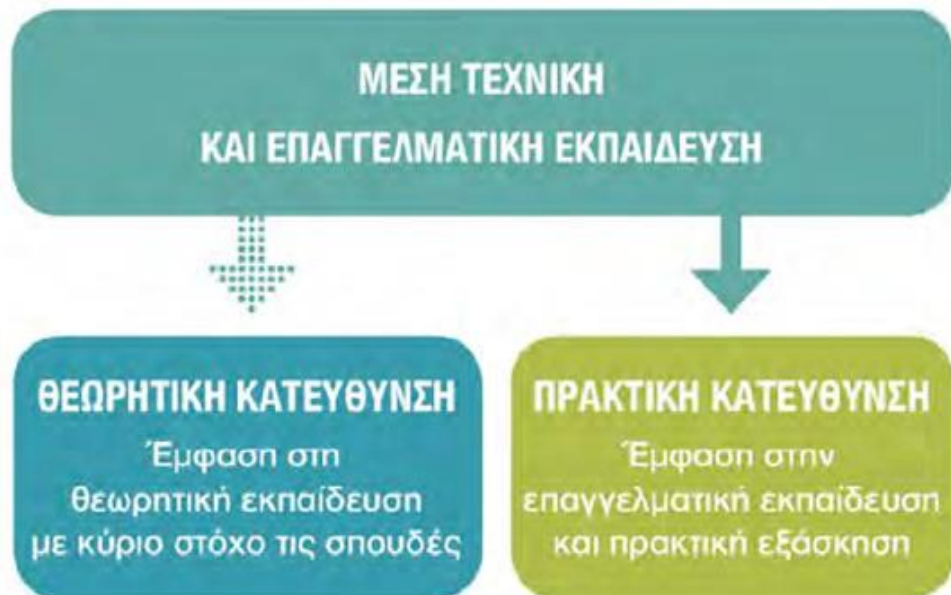 ΜΕΣΗ ΤΕΧΝΙΚΗ
ΚΑΙ ΕΠΑΓΓΕΛΜΑΤΙΚΗ ΕΚΠΑΙΔΕΥΣΗ
ΘΕΩΡΗΤΙΚΗ ΚΑΤΕΥΘΥΝΣΗ
Έμφαση στη
θεωρητική εκπαίδευση
με κύριο στόχο τις σπουδές
ΠΡΑΚΤΙΚΗ ΚΑΤΕΥΘΥΝΣΗ
Έμφαση στην
επαγγελματική εκπαίδευση
και πρακτική εξάσκηση